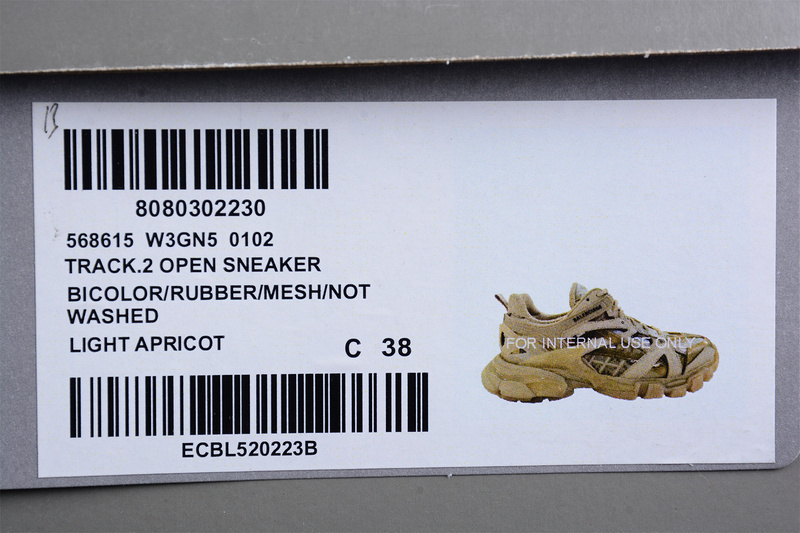 13
8080302230
568615 W3GN5 0102
TRACK.2 OPEN SNEAKER
BICOLOR/RUBBER/MESH/NOT
WASHED
LIGHT APRICOT
C 38
ECBL520223B
BALENCIAGA
FOR INTERNAL USE ONLY